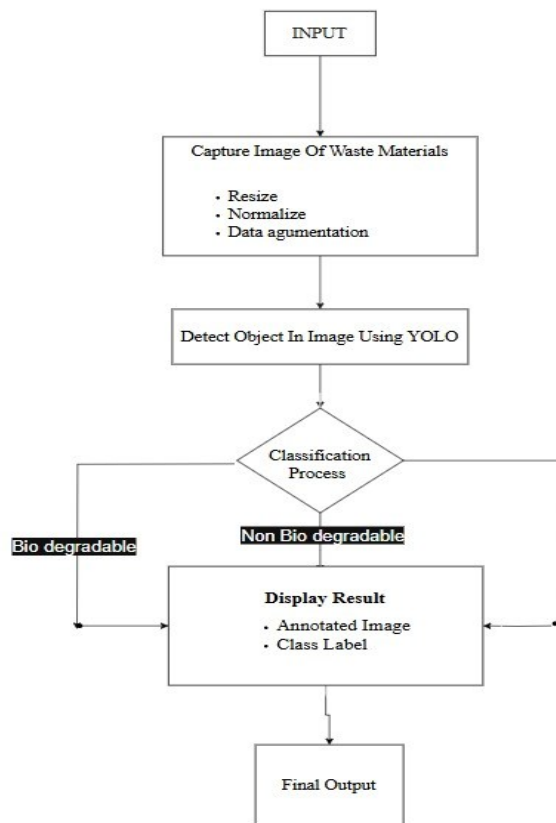 INPUT
Capture Image Of Waste Materials
• Resize
• Normalize
• Data agumentation
Detect Object In Image Using YOLO
Classification
Process
Bio degradable
Non Bio degradable
Display Result
• Annotated Image
• Class Label
Final Output